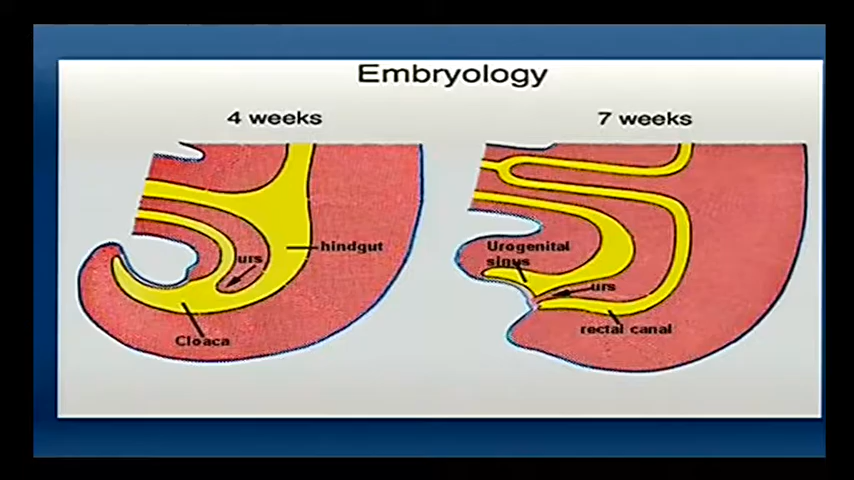 Embryology
4 weeks
7 weeks
urs
hindgut
Cloaca
Urogenital
sinus
urs
rectal canal